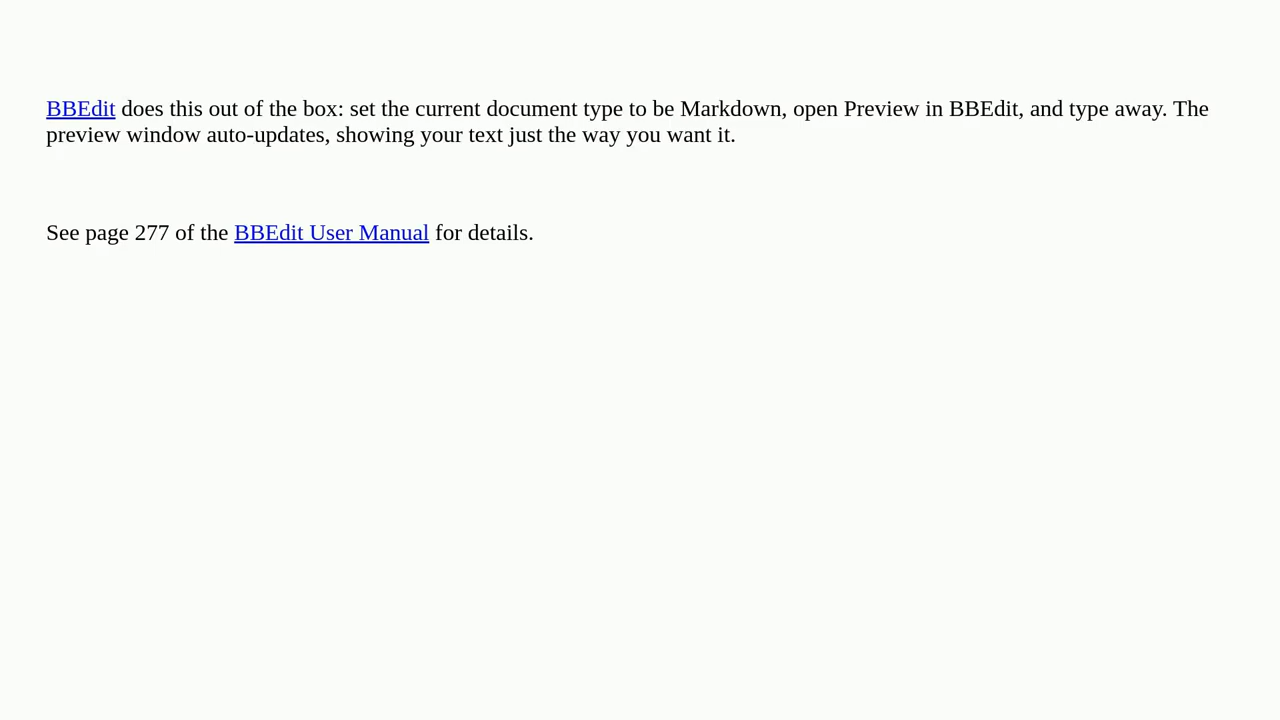 BBEdit does this out of the box: set the current document type to be Markdown, open Preview in BBEdit, and type away. The
preview window auto-updates, showing your text just the way you want it.
See page 277 of the BBEdit User Manual for details.